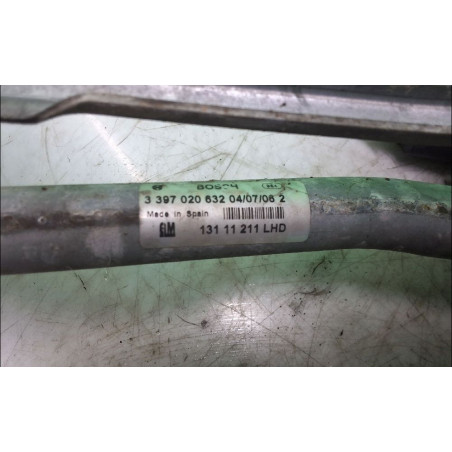 BOSCH
3 397 020 632 04/07/06 2
Made in Spain
GM 131 11 211 LHD